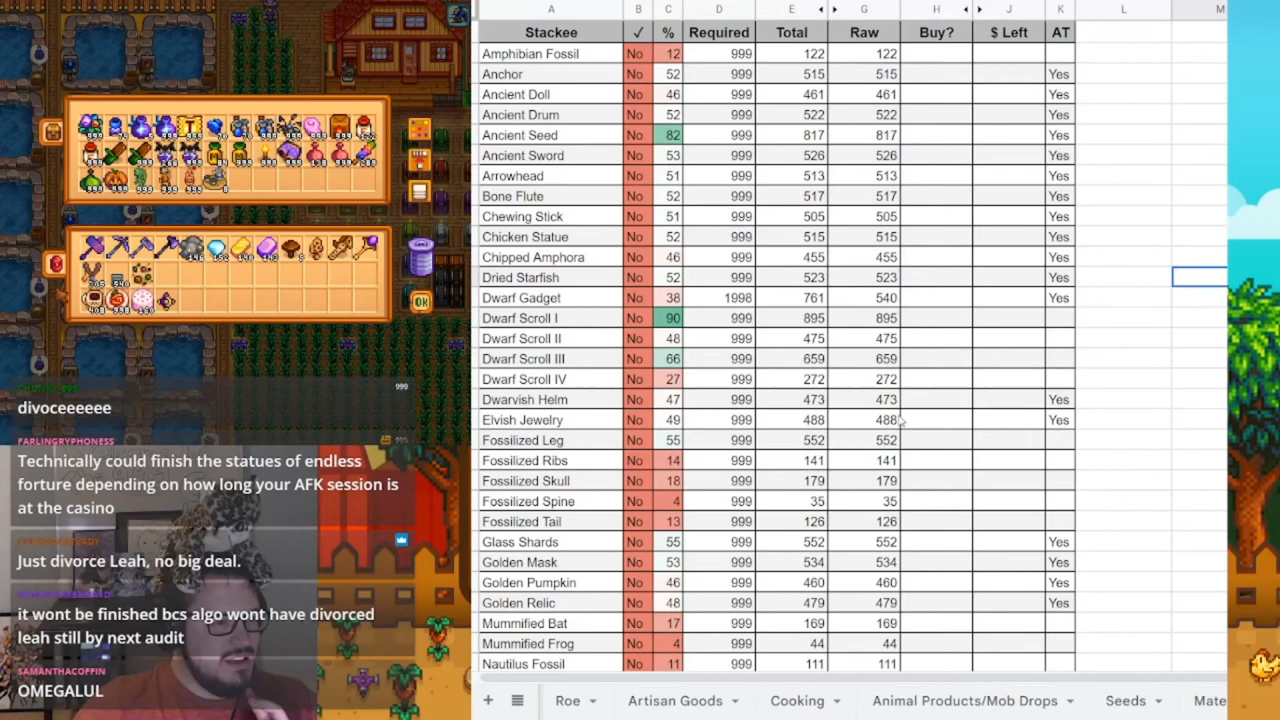 A B C D E G H J K L M
Stackee ✓ % Required Total Raw Buy? $ Left AT
Amphibian Fossil No 12 999 122 122
Anchor No 52 999 515 515 Yes
Ancient Doll No 46 999 461 461 Yes
Ancient Drum No 52 999 522 522 Yes
Ancient Seed No 82 999 817 817 Yes
Ancient Sword No 53 999 526 526 Yes
Arrowhead No 51 999 513 513 Yes
Bone Flute No 52 999 517 517 Yes
Chewing Stick No 51 999 505 505 Yes
Chicken Statue No 52 999 515 515 Yes
Chipped Amphora No 46 999 455 455 Yes
Dried Starfish No 52 999 523 523 Yes
Dwarf Gadget No 38 1998 761 540 Yes
Dwarf Scroll I No 90 999 895 895
Dwarf Scroll II No 48 999 475 475
Dwarf Scroll III No 66 999 659 659
Dwarf Scroll IV No 27 999 272 272
Dwarvish Helm No 47 999 473 473 Yes
Elvish Jewelry No 49 999 488 488 Yes
Fossilized Leg No 55 999 552 552
Fossilized Ribs No 14 999 141 141
Fossilized Skull No 18 999 179 179
Fossilized Spine No 4 999 35 35
Fossilized Tail No 13 999 126 126
Glass Shards No 55 999 552 552 Yes
Golden Mask No 53 999 534 534 Yes
Golden Pumpkin No 46 999 460 460 Yes
Golden Relic No 48 999 479 479 Yes
Mummified Bat No 17 999 169 169
Mummified Frog No 4 999 44 44
Nautilus Fossil No 11 999 111 111
Roe Artisan Goods Cooking Animal Products/Mob Drops Seeds Mate
OK
999
divoceeeeee
FARLINGRYPHONESS
Technically could finish the statues of endless
forture depending on how long your AFK session is
at the casino
Just divorce Leah, no big deal.
it wont be finished bcs algo wont have divorced
leah still by next audit
SAMANTHACOFFIN
OMEGALUL